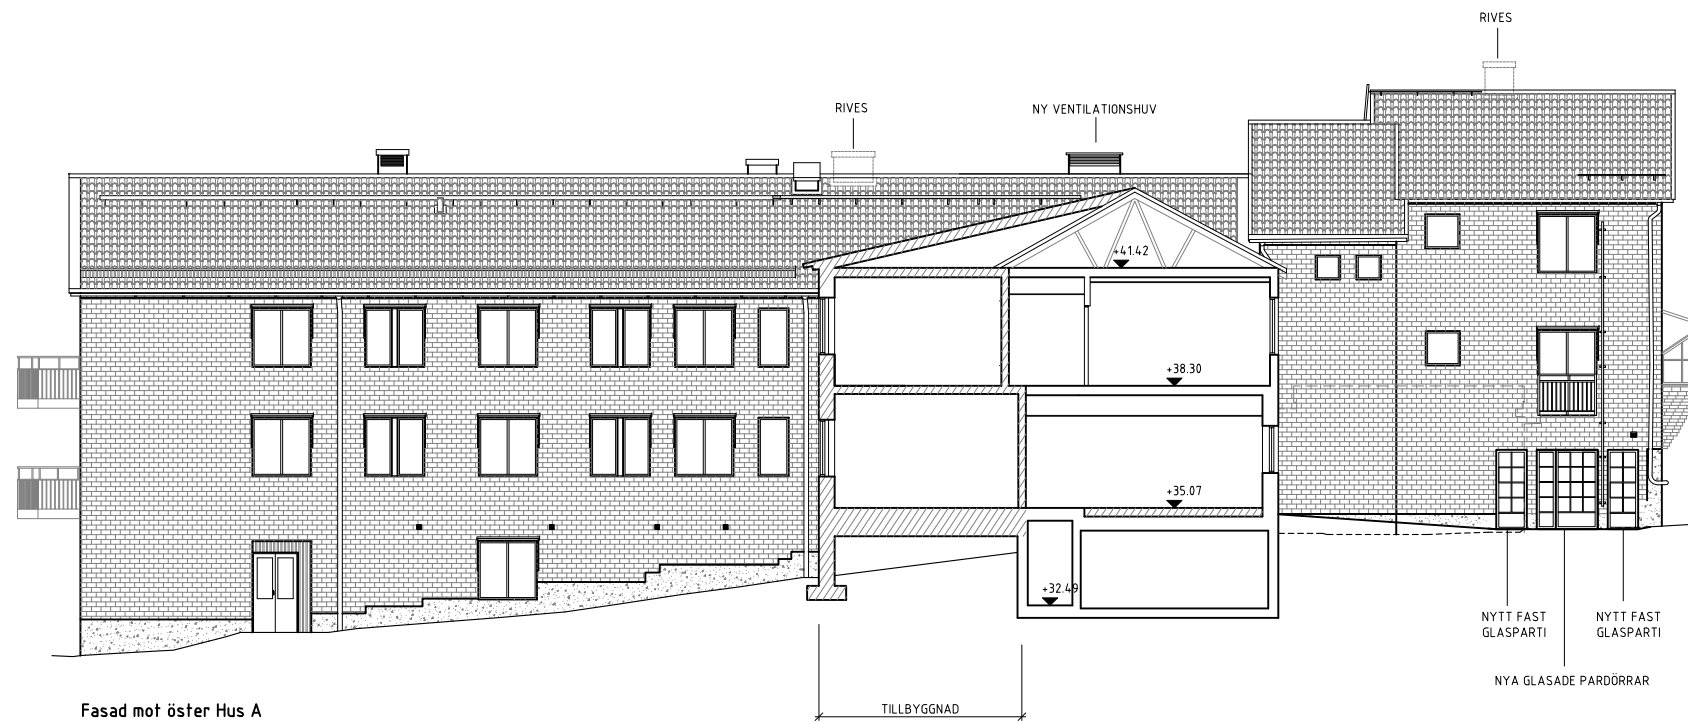 RIVES
RIVES
NY VENTILATIONSHUV
+41.42
+38.30
+35.07
+32.49
NYTT FAST
GLASPARTI
NYTT FAST
GLASPARTI
NYA GLASADE PARDÖRRAR
TILLBYGGNAD
Fasad mot öster Hus A